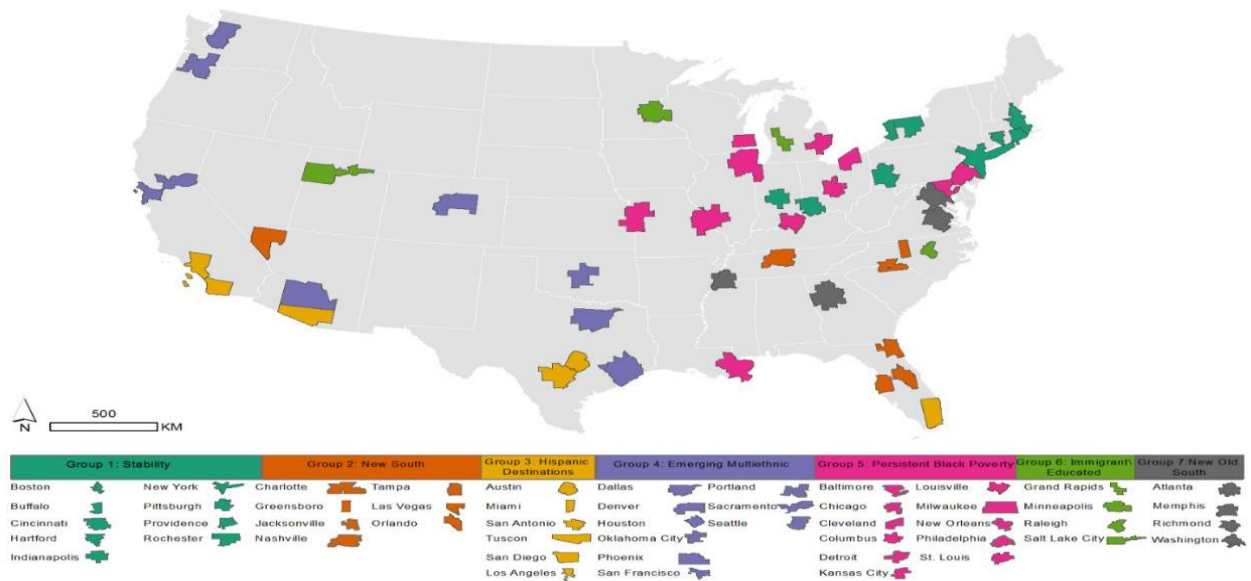 500
N KM
Group 1: Stability Group 2: New South Group 3: Hispanic Destinations Group 4: Emerging Multiethnic Group 5: Persistent Black Poverty Group 6: Immigrant\ Educated Group 7:New Old South
Boston New York Charlotte Tampa Austin Dallas Portland Baltimore Louisville Grand Rapids Atlanta
Buffalo Pittsburgh Greensboro Las Vegas Miami Denver Sacramento Chicago Milwaukee Minneapolis Memphis
Cincinnati Providence Jacksonville Orlando San Antonio Houston Seattle Cleveland New Orleans Raleigh Richmond
Hartford Rochester Nashville Tuscon Oklahoma City Columbus Philadelphia Salt Lake City Washington
Indianapolis San Diego Phoenix Detroit St. Louis
Los Angeles San Francisco Kansas City